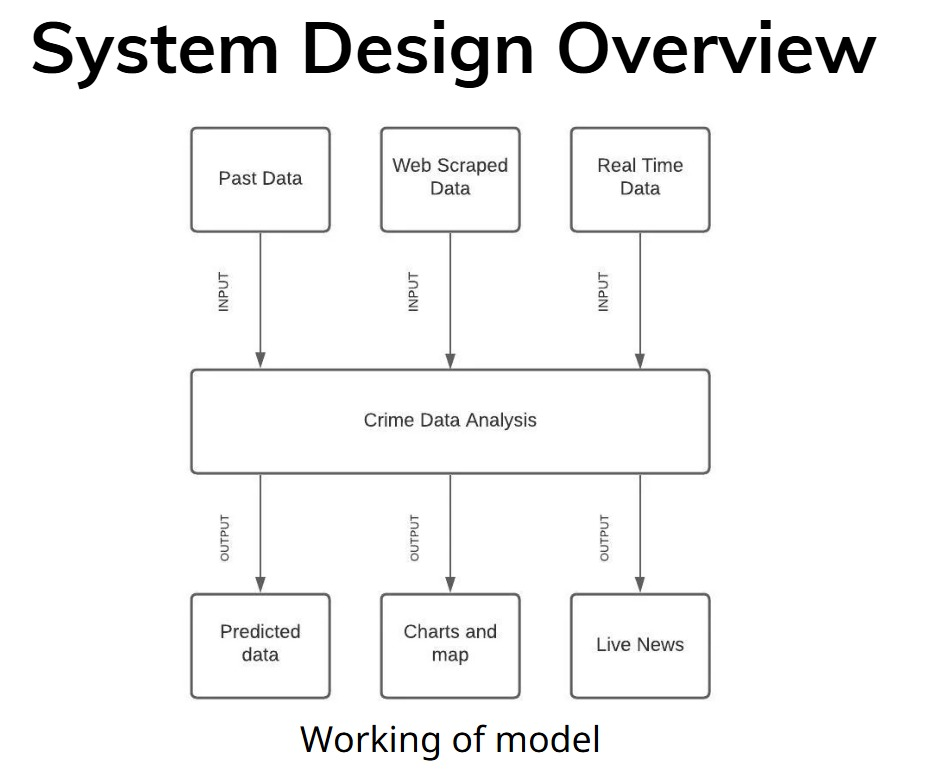 System Design Overview
Past Data
Web Scraped
Data
Real Time
Data
INPUT
INPUT
INPUT
Crime Data Analysis
OUTPUT
OUTPUT
OUTPUT
Predicted
data
Charts and
map
Live News
Working of model